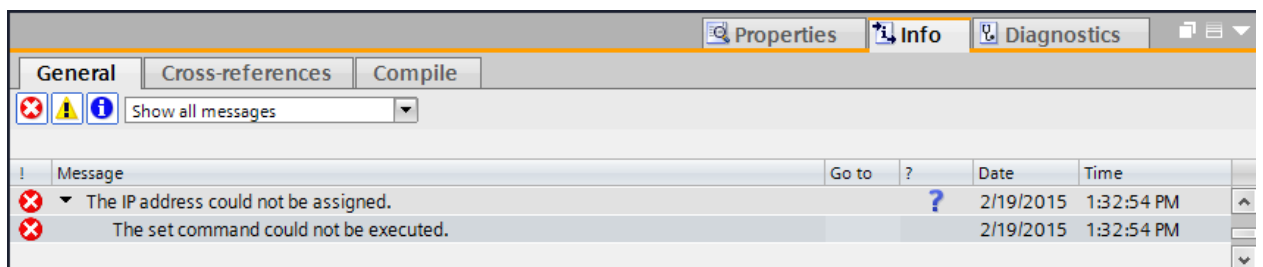 Properties Info Diagnostics
General Cross-references Compile
Show all messages
! Message Go to ? Date Time
The IP address could not be assigned. ? 2/19/2015 1:32:54 PM
The set command could not be executed. 2/19/2015 1:32:54 PM